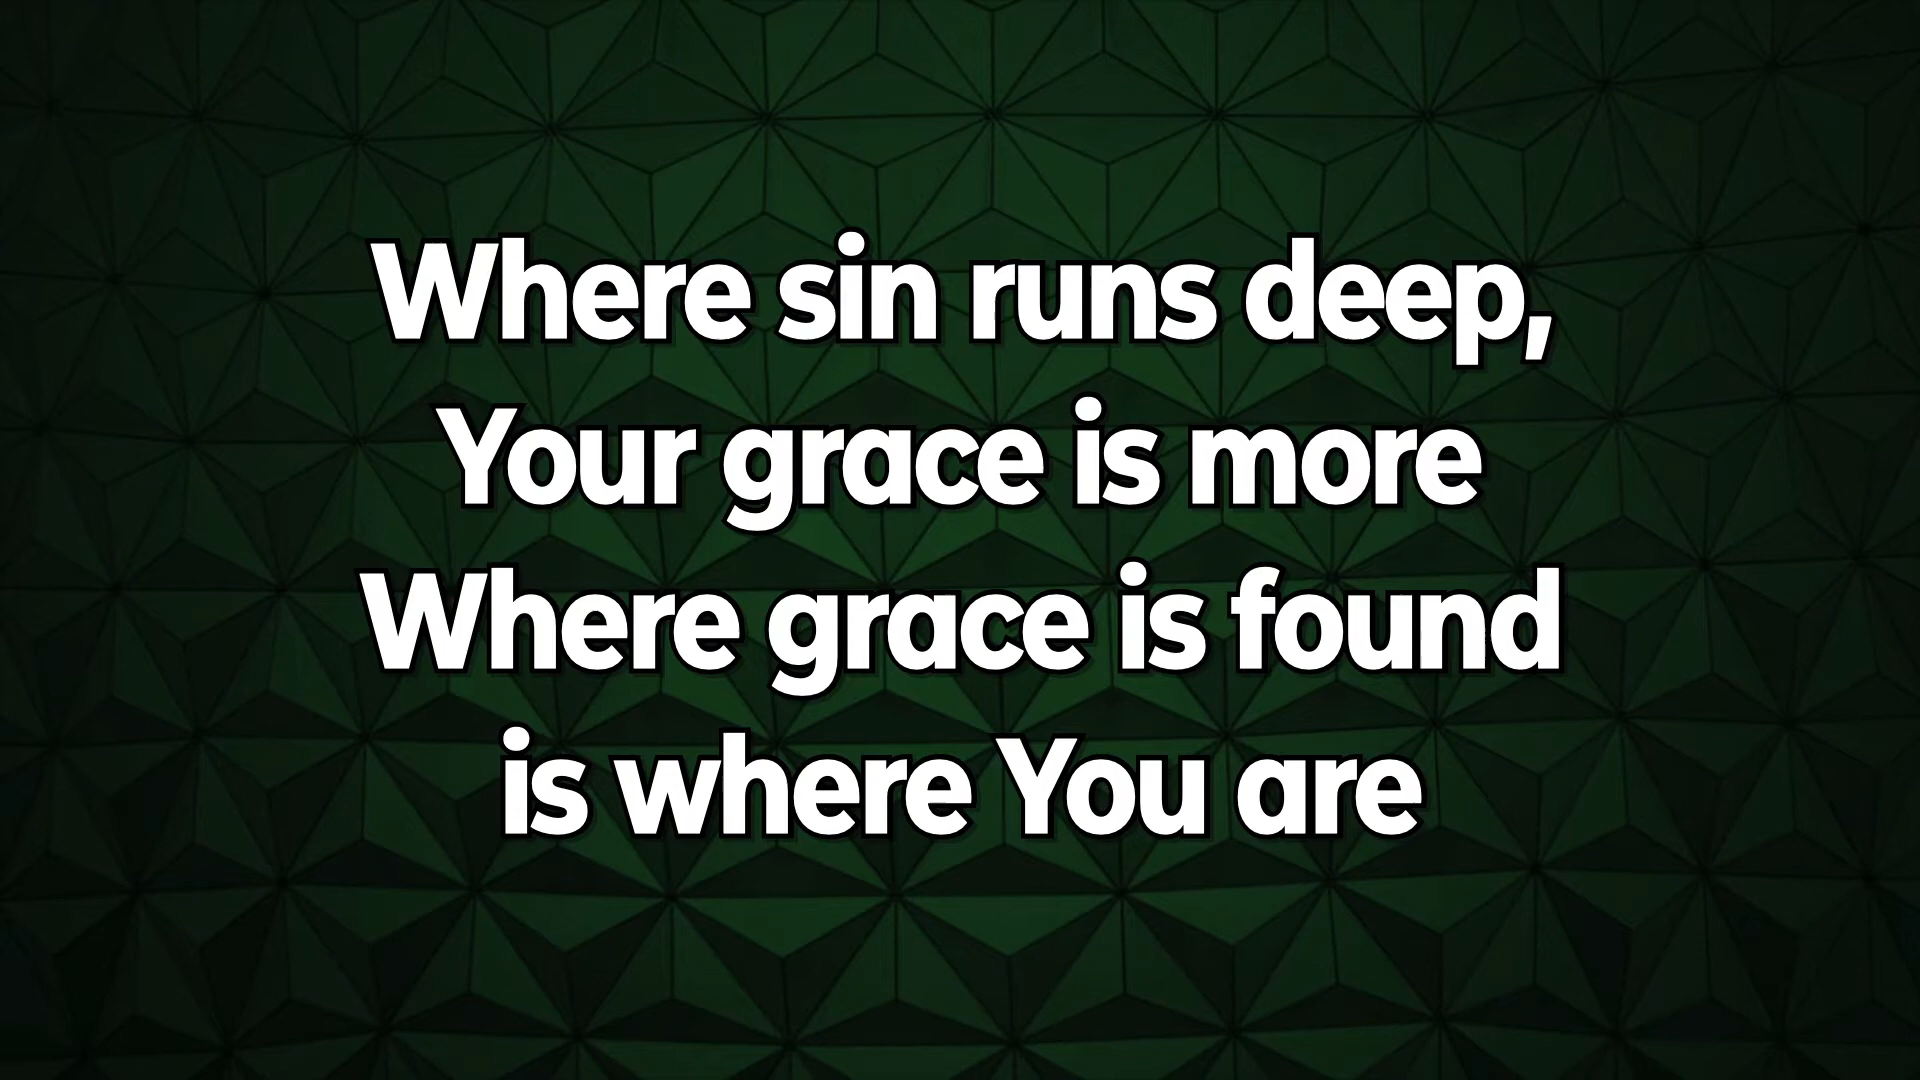 Where sin runs deep,
Your grace is more
Where grace is found
is where You are